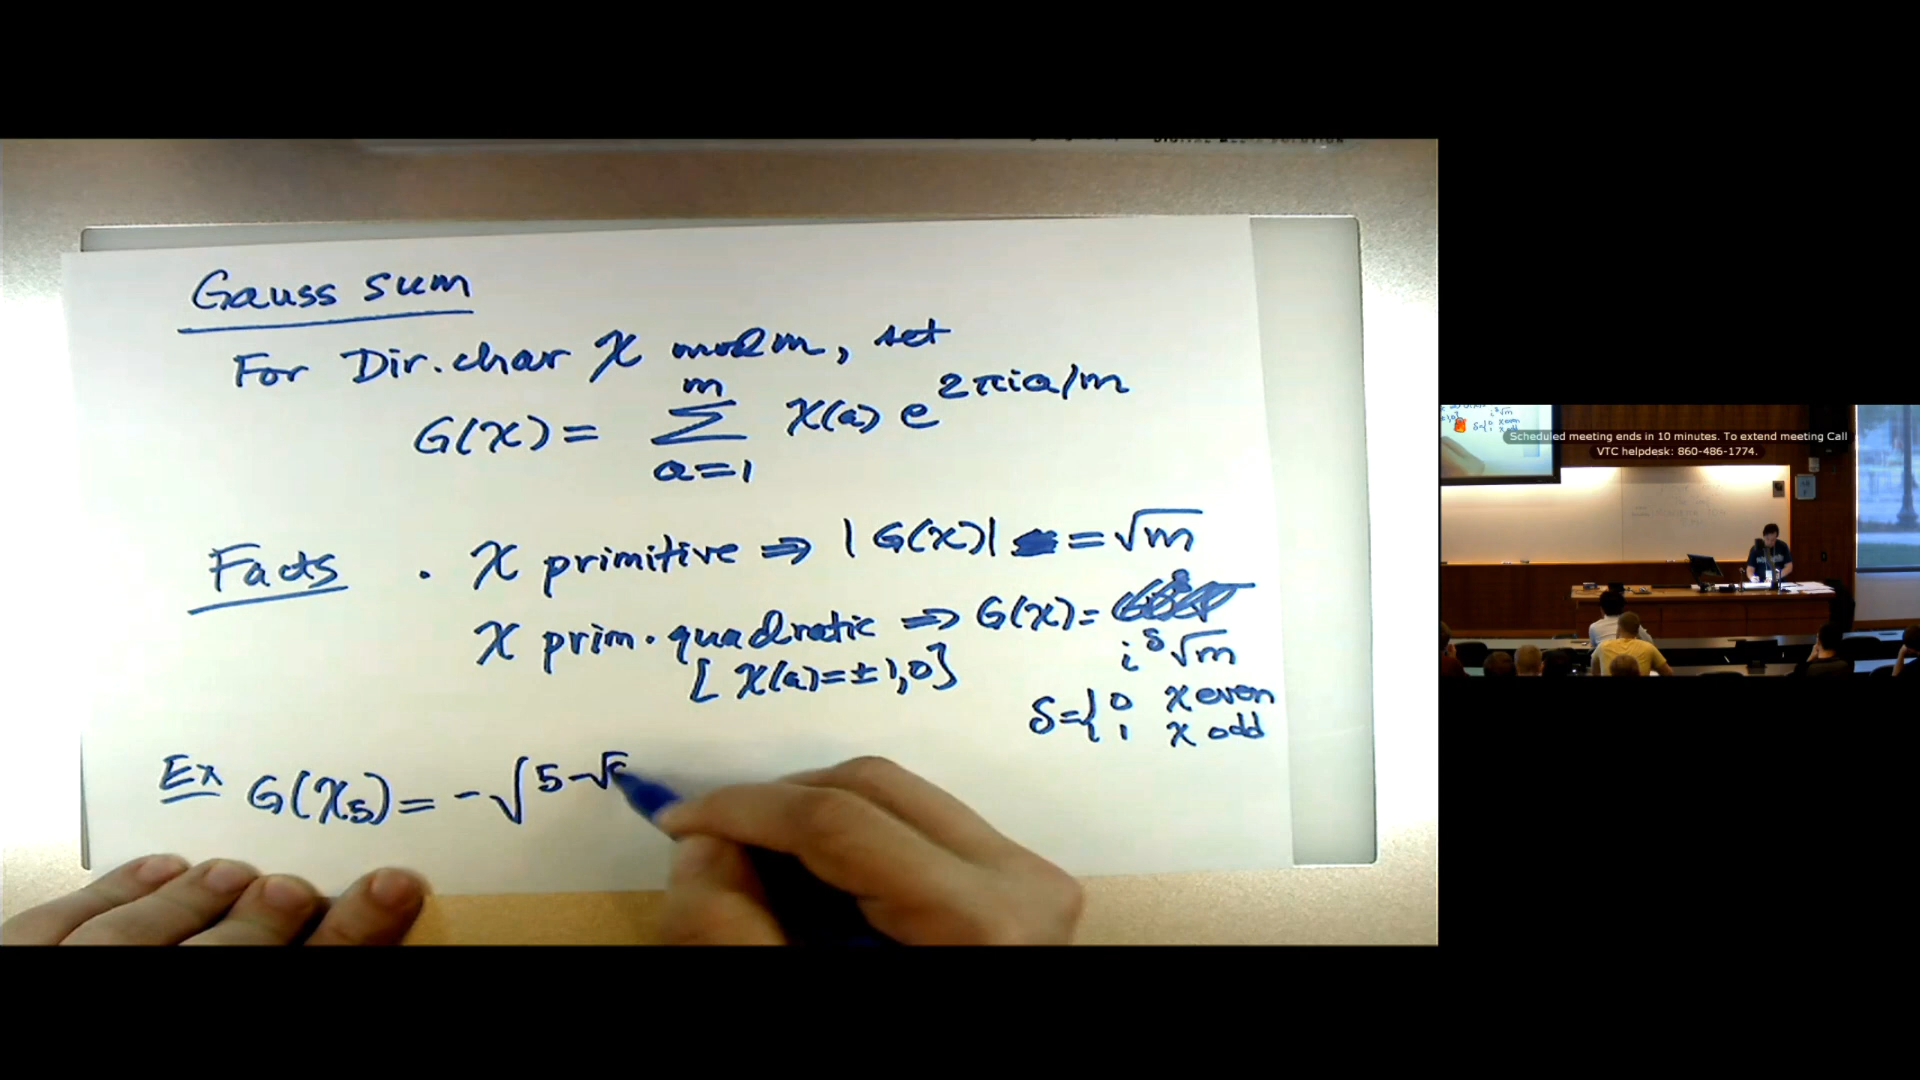 Gauss sum
For Dir. char χ mod m, set
m
G(χ) = Σ χ(a) e^{2πia/m}
a=1
Facts · χ primitive ⇒ |G(χ)| = √m
χ prim. quadratic ⇒ G(χ) =
i^δ √m
[χ(a)=±1,0]
δ={ 0 χ even
1 χ odd
Ex G(χ₅) = -√5-√
Scheduled meeting ends in 10 minutes. To extend meeting Call
VTC helpdesk: 860-486-1774.